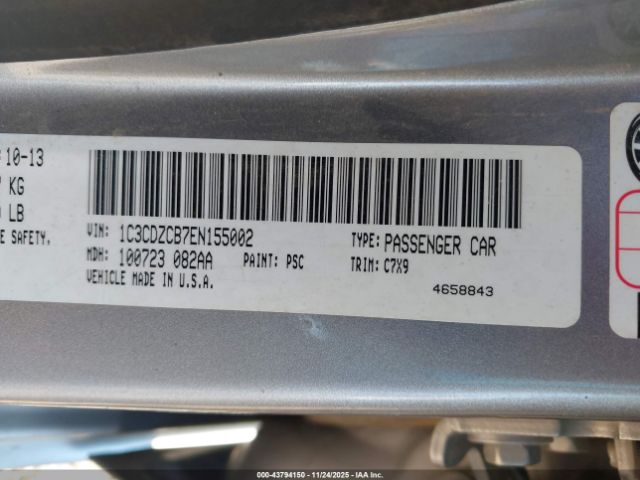 10-13
KG
LB
E SAFETY.
VIN: 1C3CDZCB7EN155002
TYPE: PASSENGER CAR
MDH: 100723 082AA
PAINT: PSC
TRIM: C7X9
VEHICLE MADE IN U.S.A.
4658843
000-43794150 - 11/24/2025 - IAAI Inc.